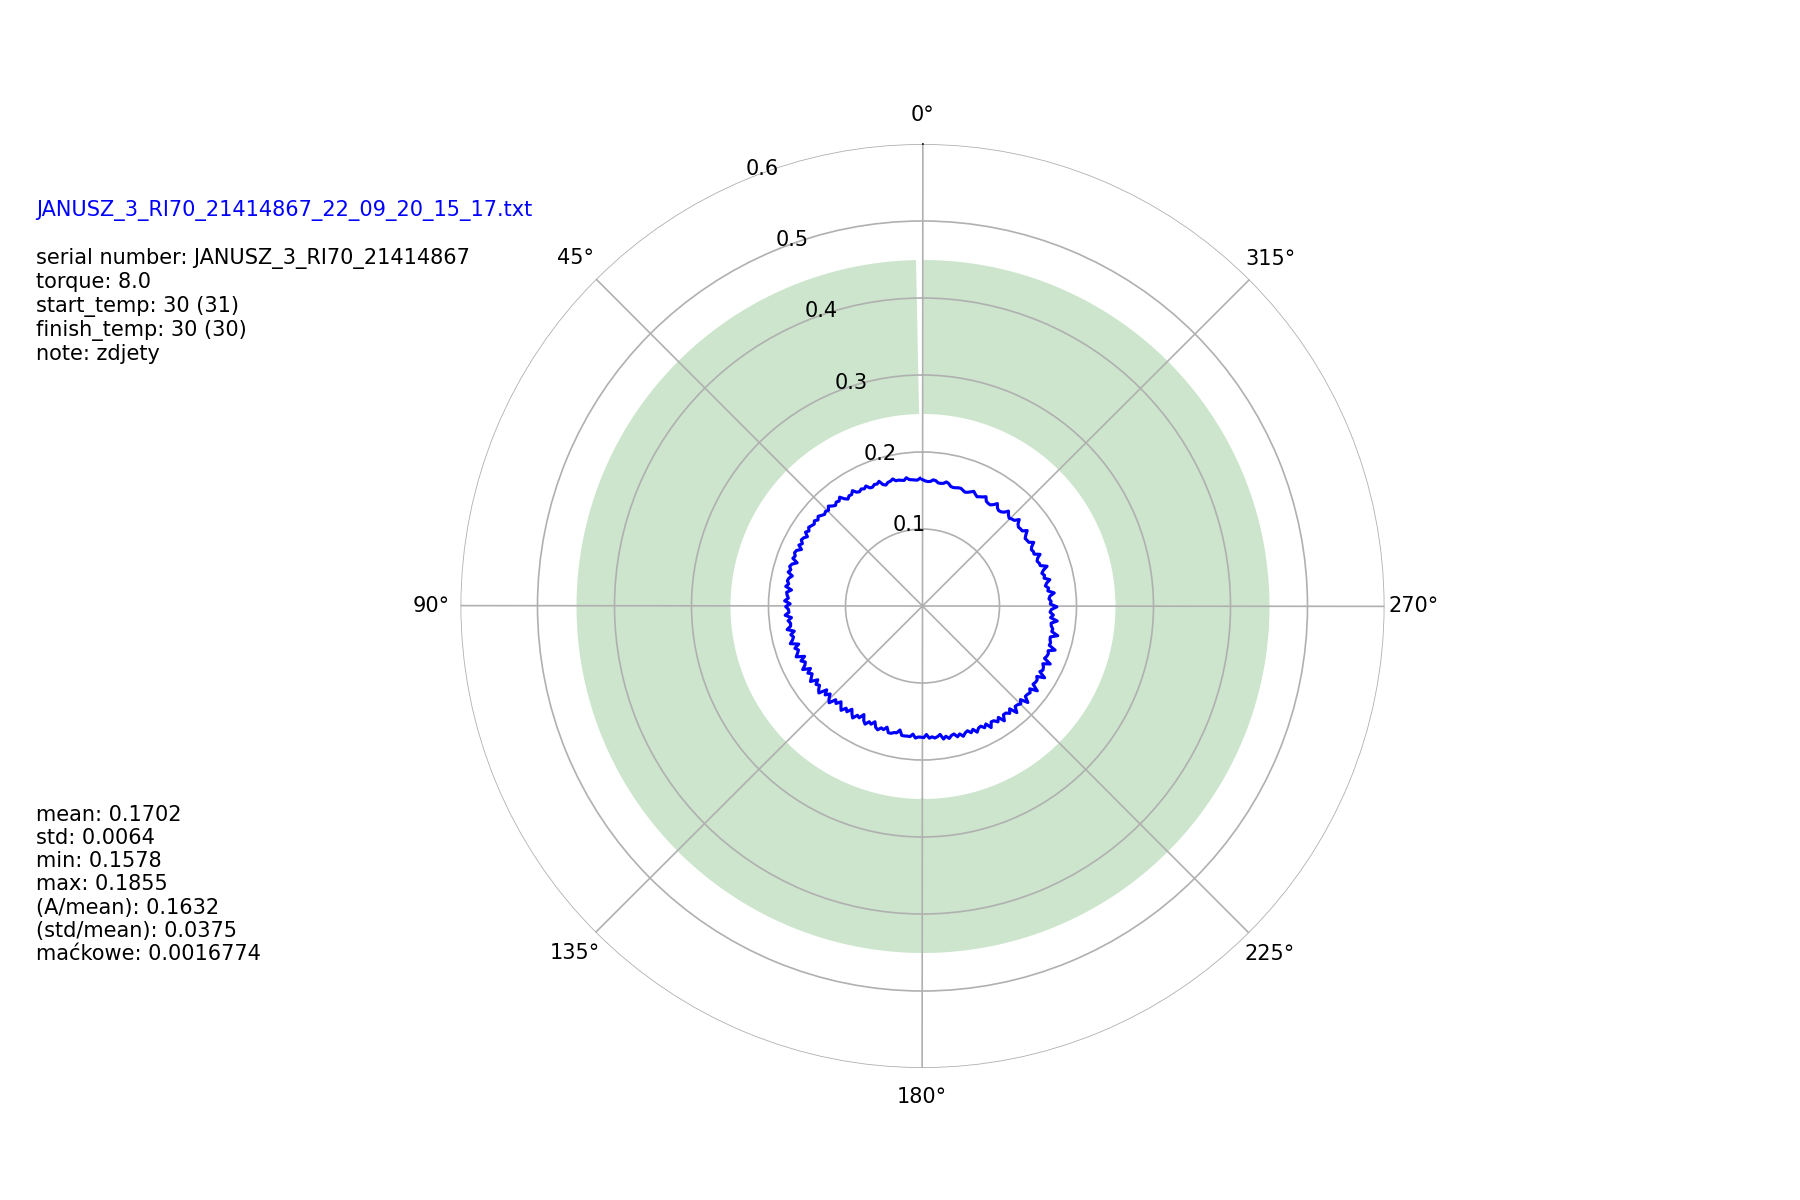 JANUSZ_3_RI70_21414867_22_09_20_15_17.txt
serial number: JANUSZ_3_RI70_21414867
torque: 8.0
start_temp: 30 (31)
finish_temp: 30 (30)
note: zdjety
0°
0.6
0.5
45°
315°
0.4
0.3
0.2
0.1
90°
270°
135°
225°
180°
mean: 0.1702
std: 0.0064
min: 0.1578
max: 0.1855
(A/mean): 0.1632
(std/mean): 0.0375
maćkowe: 0.0016774